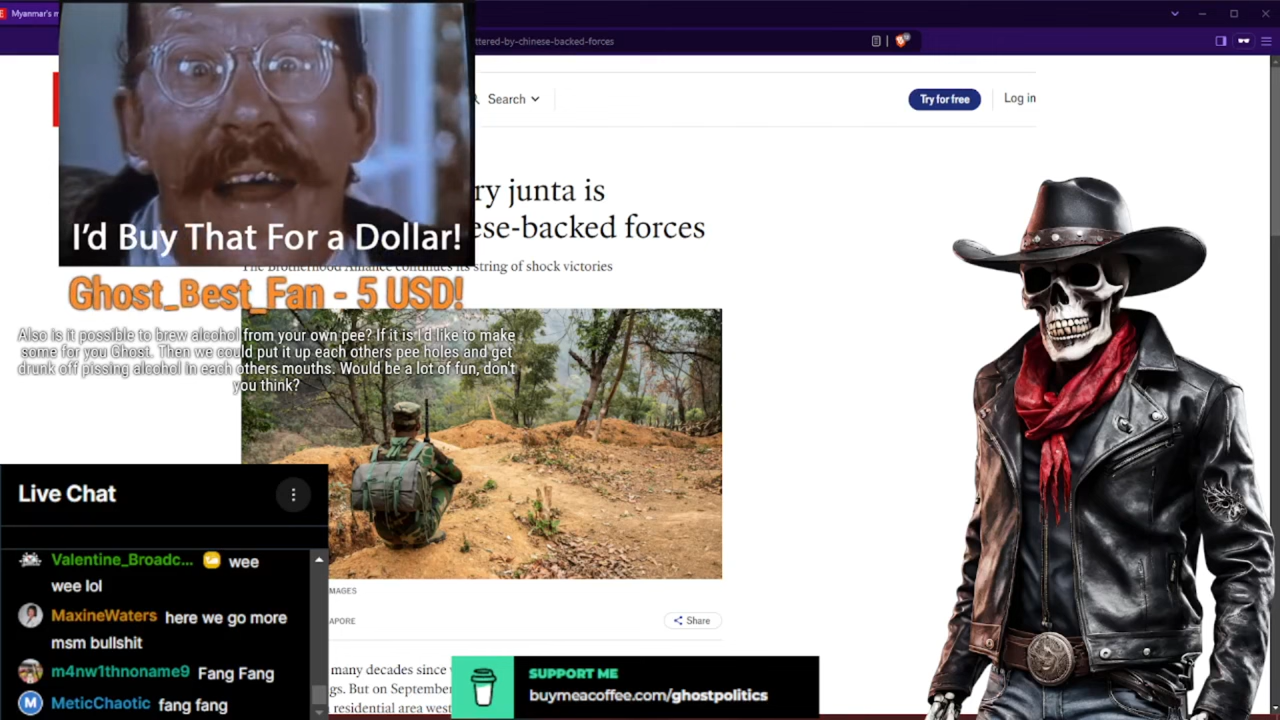 Myanmar's m
ttered-by-chinese-backed-forces
Search
Try for free
Log in
I'd Buy That For a Dollar!
ry junta is
ese-backed forces
The Brotherhood Alliance continues its string of shock victories
Ghost_Best_Fan - 5 USD!
Also is it possible to brew alcohol from your own pee? If it is I'd like to make
some for you Ghost. Then we could put it up each others pee holes and get
drunk off pissing alcohol in each others mouths. Would be a lot of fun, don't
you think?
MAGES
APORE
Share
Live Chat
Valentine_Broadc... wee
wee lol
MaxineWaters here we go more
msm bullshit
m4nw1thnoname9 Fang Fang
M MeticChaotic fang fang
many decades since
gs. But on September
residential area west
SUPPORT ME
buymeacoffee.com/ghostpolitics